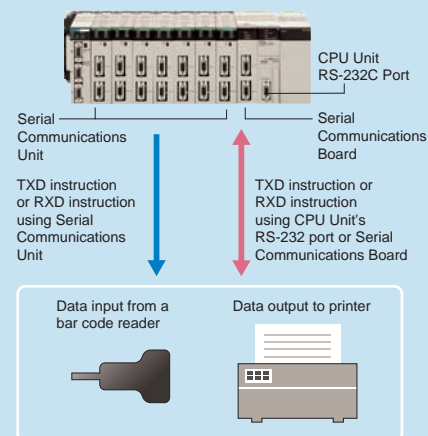 CPU Unit
RS-232C Port
Serial
Communications
Unit
Serial
Communications
Board
TXD instruction
or RXD instruction
using Serial
Communications
Unit
TXD instruction or
RXD instruction
using CPU Unit's
RS-232 port or Serial
Communications Board
Data input from a
bar code reader
Data output to printer